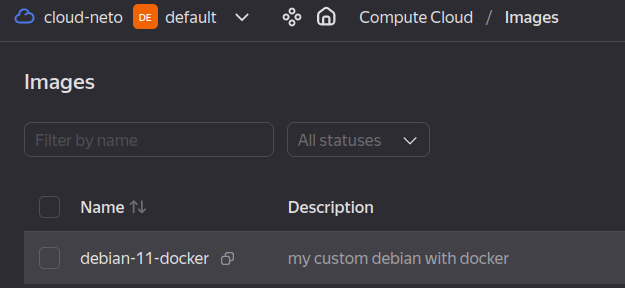 cloud-neto DE default Compute Cloud / Images
Images
Filter by name All statuses
Name Description
debian-11-docker my custom debian with docker